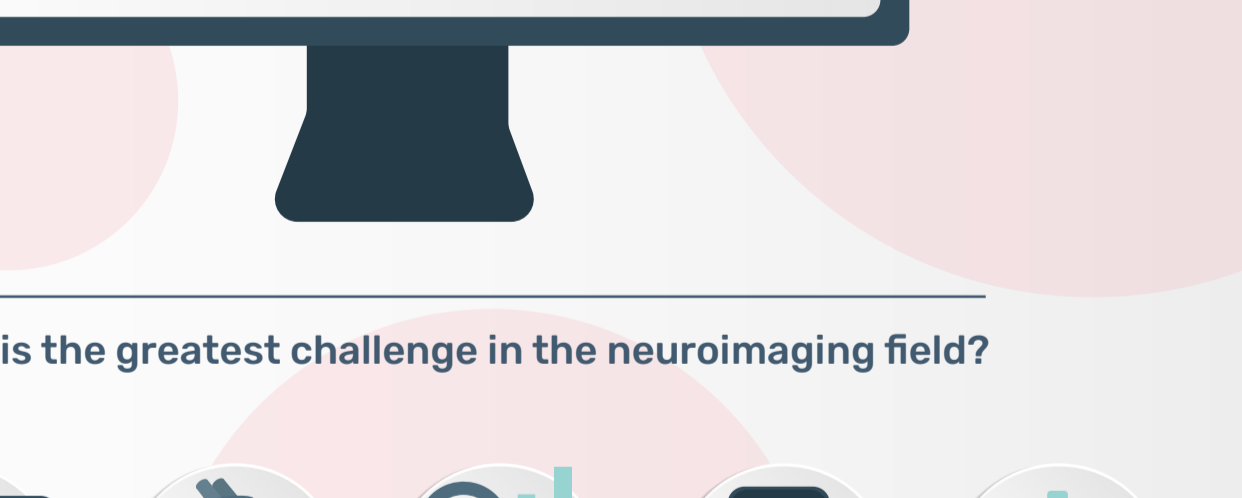 is the greatest challenge in the neuroimaging field?